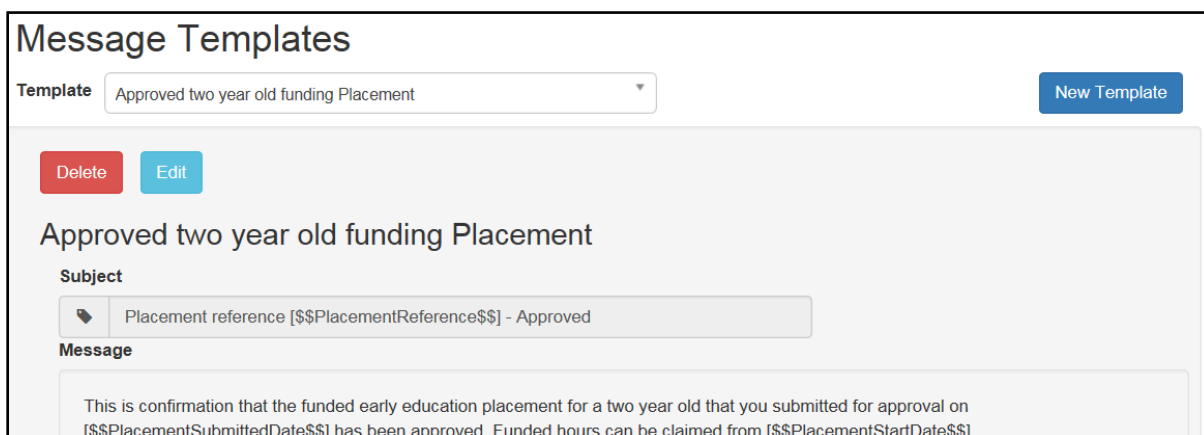 Message Templates
Template Approved two year old funding Placement New Template
Delete Edit
Approved two year old funding Placement
Subject
Placement reference [$$PlacementReference$$] - Approved
Message
This is confirmation that the funded early education placement for a two year old that you submitted for approval on
[$$PlacementSubmittedDate$$] has been approved. Funded hours can be claimed from [$$PlacementStartDate$$]